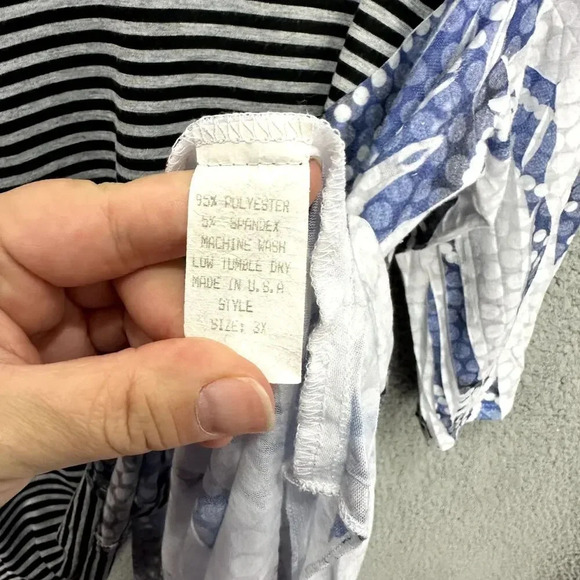 95% POLYESTER
5% SPANDEX
MACHINE WASH
LOW TUMBLE DRY
MADE IN U.S.A
STYLE
SIZE: 3X